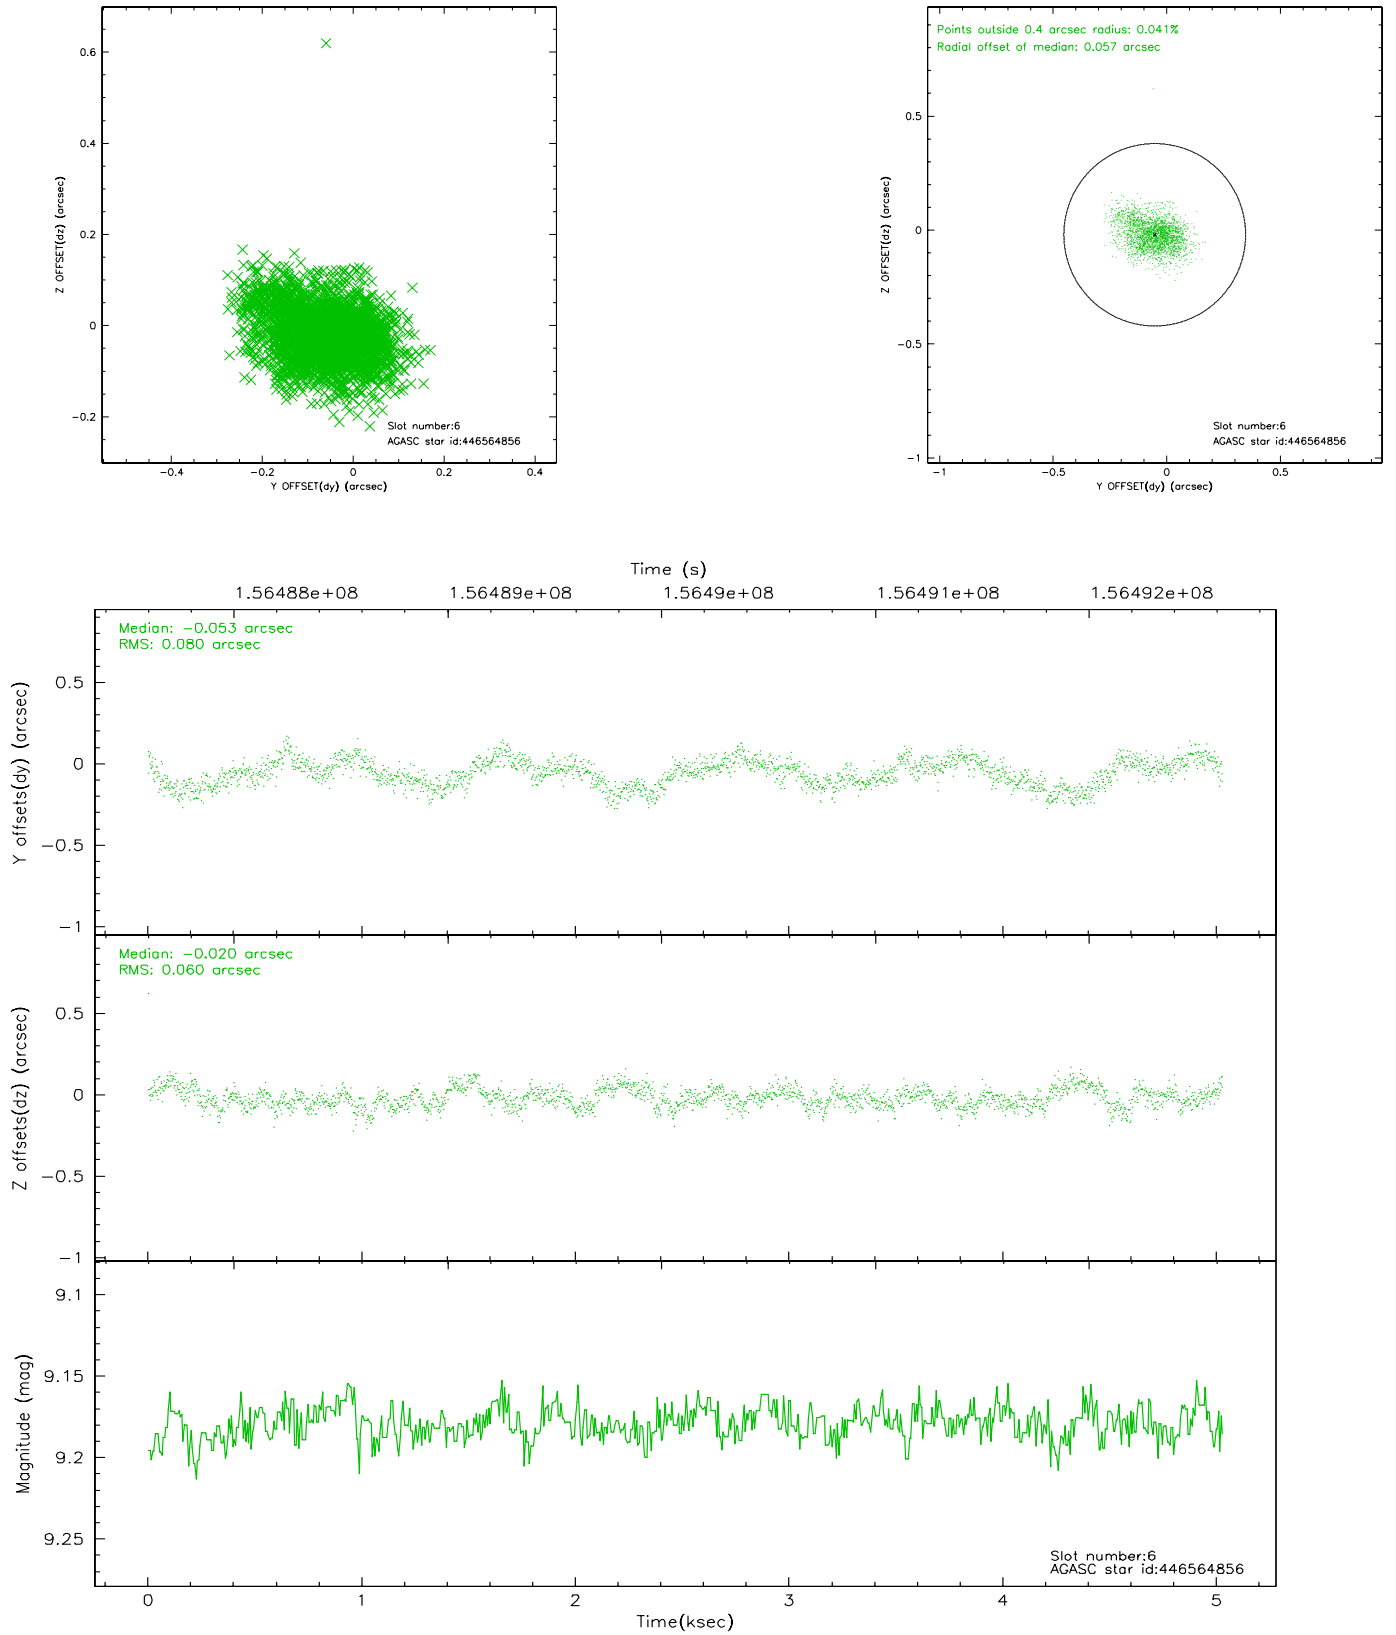 0.6
0.4
0.2
0
−0.2
Z OFFSET(dz) (arcsec)
Slot number:6
AGASC star id:446564856
−0.4 −0.2 0 0.2 0.4
Y OFFSET(dy) (arcsec)
Points outside 0.4 arcsec radius: 0.041%
Radial offset of median: 0.057 arcsec
0.5
0
−0.5
−1
Z OFFSET(dz) (arcsec)
Slot number:6
AGASC star id:446564856
−1 −0.5 0 0.5
Y OFFSET(dy) (arcsec)
Time (s)
1.56488e+08 1.56489e+08 1.5649e+08 1.56491e+08 1.56492e+08
Median: −0.053 arcsec
RMS: 0.080 arcsec
0.5
0
−0.5
−1
Y offsets(dy) (arcsec)
Median: −0.020 arcsec
RMS: 0.060 arcsec
0.5
0
−0.5
−1
Z offsets(dz) (arcsec)
9.1
9.15
9.2
9.25
Magnitude (mag)
Slot number:6
AGASC star id:446564856
0 1 2 3 4 5
Time(ksec)